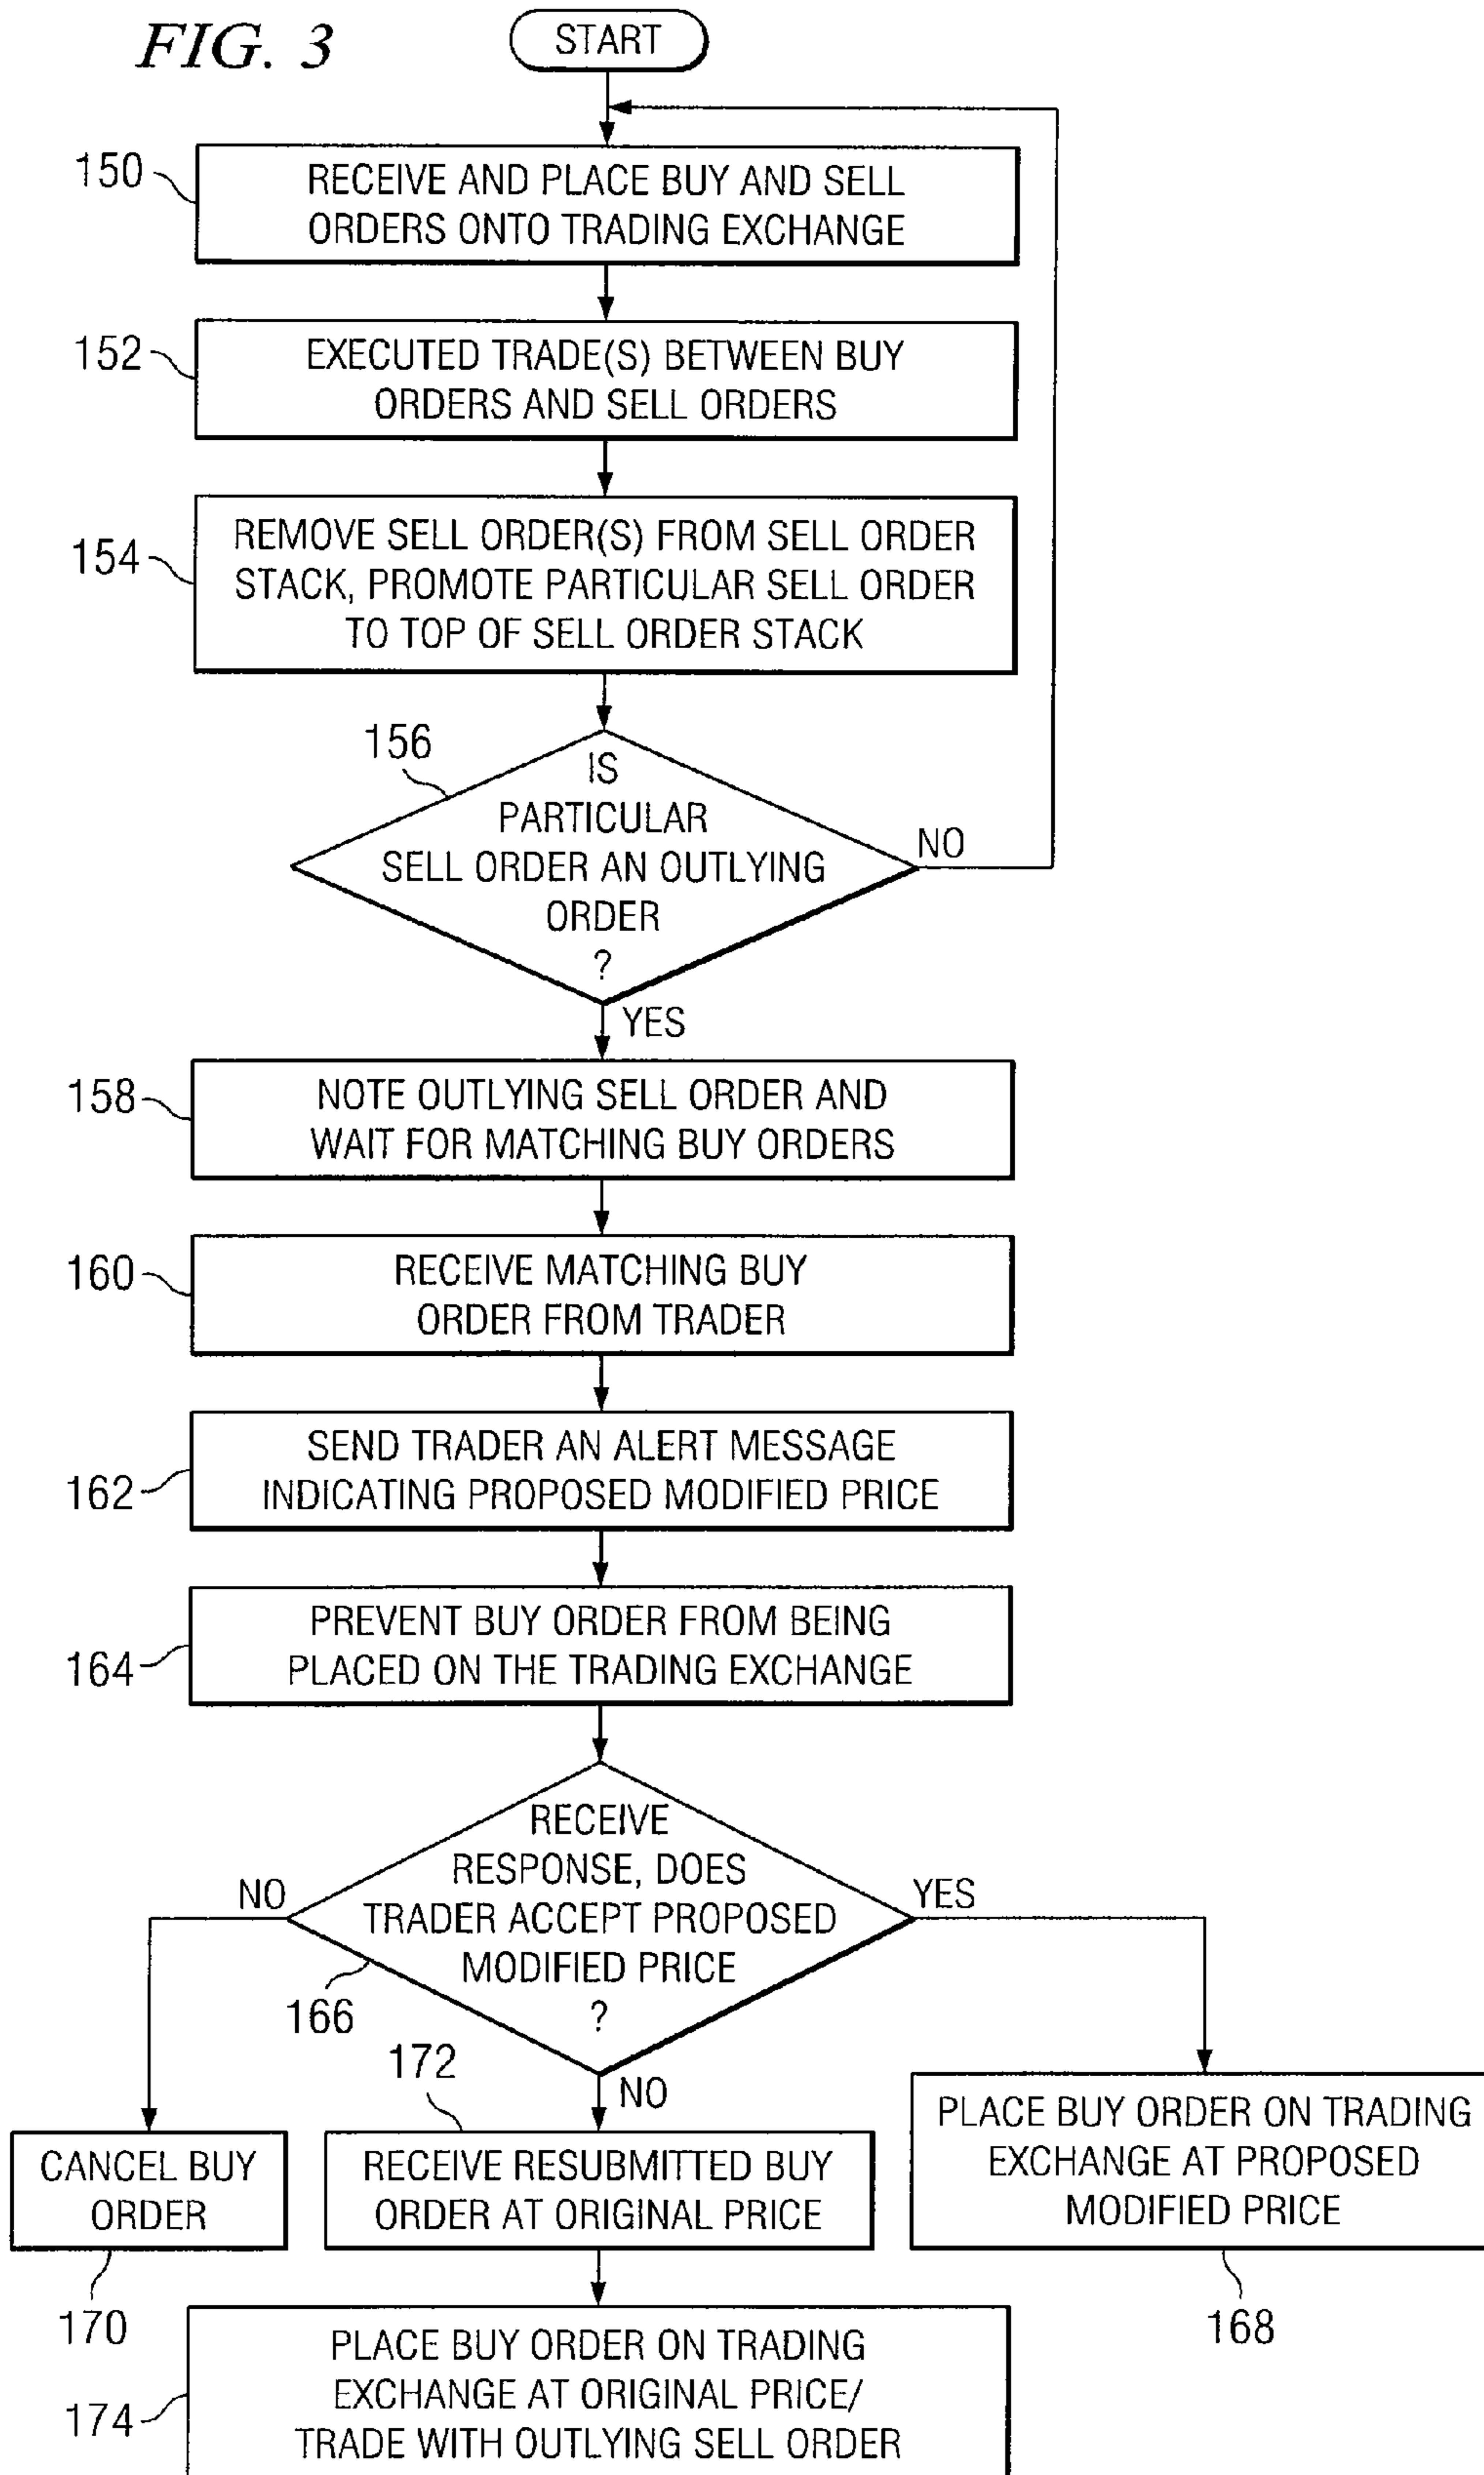 FIG. 3
START
150
RECEIVE AND PLACE BUY AND SELL
ORDERS ONTO TRADING EXCHANGE
152
EXECUTED TRADE(S) BETWEEN BUY
ORDERS AND SELL ORDERS
154
REMOVE SELL ORDER(S) FROM SELL ORDER
STACK, PROMOTE PARTICULAR SELL ORDER
TO TOP OF SELL ORDER STACK
156
IS
PARTICULAR
SELL ORDER AN OUTLYING
ORDER
?
NO
YES
158
NOTE OUTLYING SELL ORDER AND
WAIT FOR MATCHING BUY ORDERS
160
RECEIVE MATCHING BUY
ORDER FROM TRADER
162
SEND TRADER AN ALERT MESSAGE
INDICATING PROPOSED MODIFIED PRICE
164
PREVENT BUY ORDER FROM BEING
PLACED ON THE TRADING EXCHANGE
RECEIVE
RESPONSE, DOES
TRADER ACCEPT PROPOSED
MODIFIED PRICE
?
NO
YES
166
172
NO
CANCEL BUY
ORDER
170
RECEIVE RESUBMITTED BUY
ORDER AT ORIGINAL PRICE
PLACE BUY ORDER ON TRADING
EXCHANGE AT PROPOSED
MODIFIED PRICE
168
174
PLACE BUY ORDER ON TRADING
EXCHANGE AT ORIGINAL PRICE/
TRADE WITH OUTLYING SELL ORDER